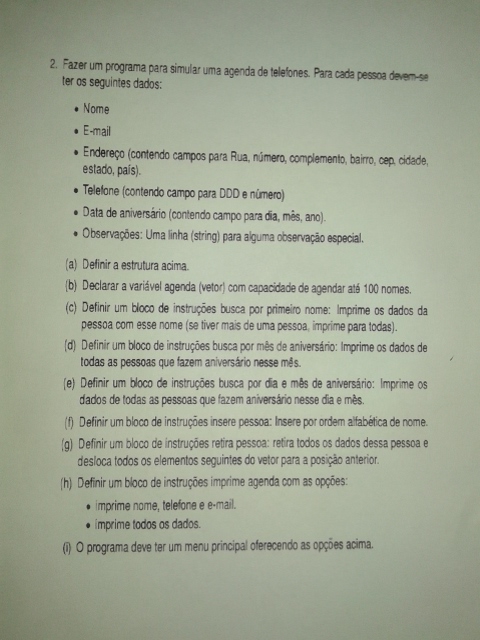 2. Fazer um programa para simular uma agenda de telefones. Para cada pessoa devem-se
ter os seguintes dados:
• Nome
• E-mail
• Endereço (contendo campos para Rua, número, complemento, bairro, cep, cidade,
estado, país).
• Telefone (contendo campo para DDD e número)
• Data de aniversário (contendo campo para dia, mês, ano).
• Observações: Uma linha (string) para alguma observação especial.
(a) Definir a estrutura acima.
(b) Declarar a variável agenda (vetor) com capacidade de agendar até 100 nomes.
(c) Definir um bloco de instruções busca por primeiro nome: Imprime os dados da
pessoa com esse nome (se tiver mais de uma pessoa, imprime para todas).
(d) Definir um bloco de instruções busca por mês de aniversário: Imprime os dados de
todas as pessoas que fazem aniversário nesse mês.
(e) Definir um bloco de instruções busca por dia e mês de aniversário: Imprime os
dados de todas as pessoas que fazem aniversário nesse dia e mês.
(f) Definir um bloco de instruções insere pessoa: Insere por ordem alfabética de nome.
(g) Definir um bloco de instruções retira pessoa: retira todos os dados dessa pessoa e
desloca todos os elementos seguintes do vetor para a posição anterior.
(h) Definir um bloco de instruções imprime agenda com as opções:
• imprime nome, telefone e e-mail.
• imprime todos os dados.
(i) O programa deve ter um menu principal oferecendo as opções acima.